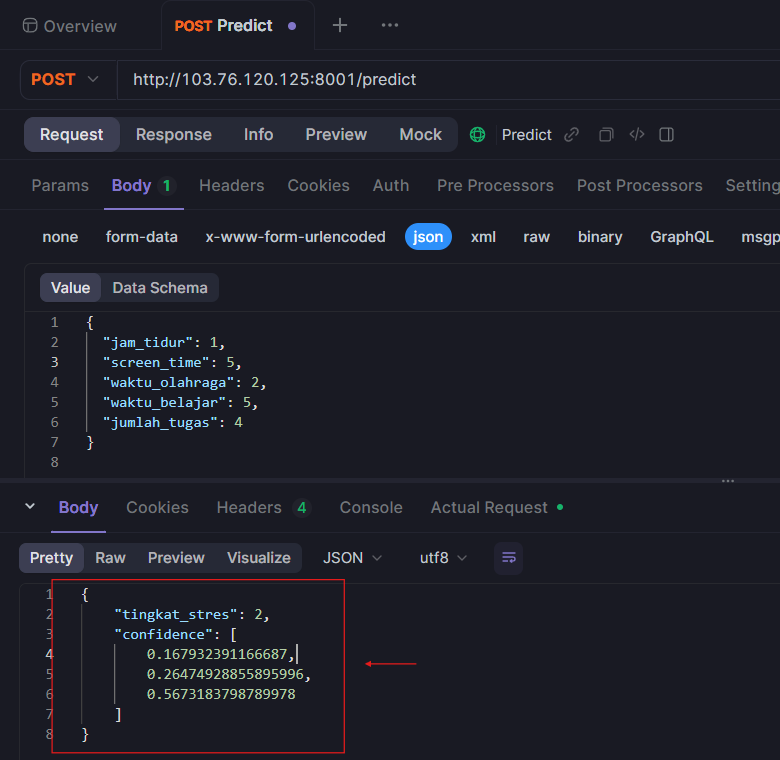 Overview POST Predict
POST http://103.76.120.125:8001/predict
Request Response Info Preview Mock Predict
Params Body 1 Headers Cookies Auth Pre Processors Post Processors Setting
none form-data x-www-form-urlencoded json xml raw binary GraphQL msgp
Value Data Schema
1 {
2 "jam_tidur": 1,
3 "screen_time": 5,
4 "waktu_olahraga": 2,
5 "waktu_belajar": 5,
6 "jumlah_tugas": 4
7 }
8
Body Cookies Headers 4 Console Actual Request
Pretty Raw Preview Visualize JSON utf8
1 {
2 "tingkat_stres": 2,
3 "confidence": [
4 0.167932391166687,
5 0.26474928855895996,
6 0.5673183798789978
7 ]
8 }